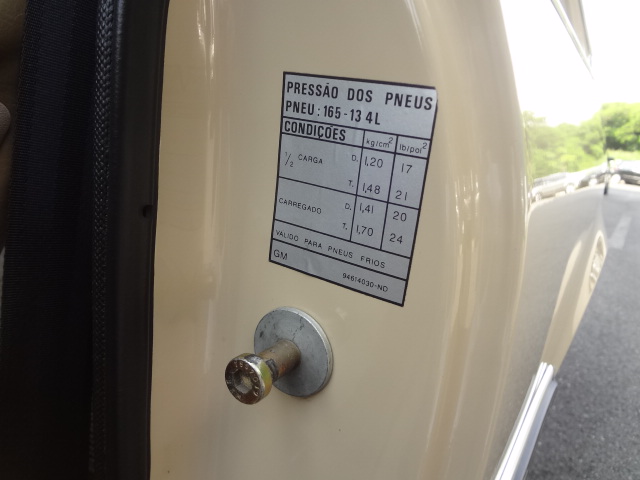 PRESSÃO DOS PNEUS
PNEU: 165-13 4L
CONDIÇÕES kg/cm² lb/pol²
1/2 CARGA D. 1,20 17
T. 1,48 21
CARREGADO D. 1,41 20
T. 1,70 24
VALIDO PARA PNEUS FRIOS
GM 94614030-ND